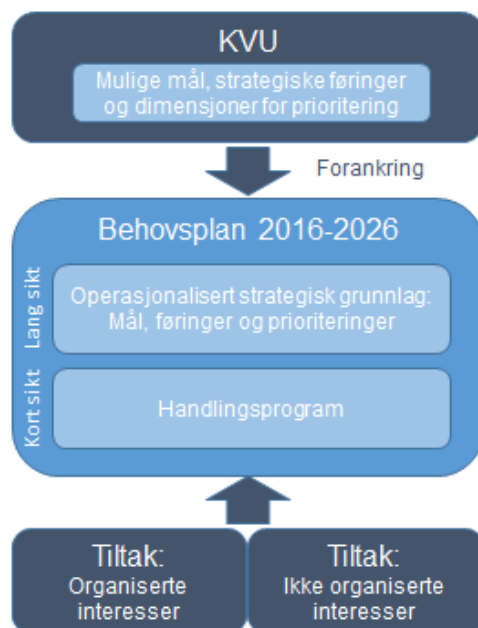 KVU
Mulige mål, strategiske føringer
og dimensjoner for prioritering
Forankring
Behovsplan 2016-2026
Lang sikt
Operasjonalisert strategisk grunnlag:
Mål, føringer og prioriteringer
Kort sikt
Handlingsprogram
Tiltak:
Organiserte
interesser
Tiltak:
Ikke organiserte
interesser